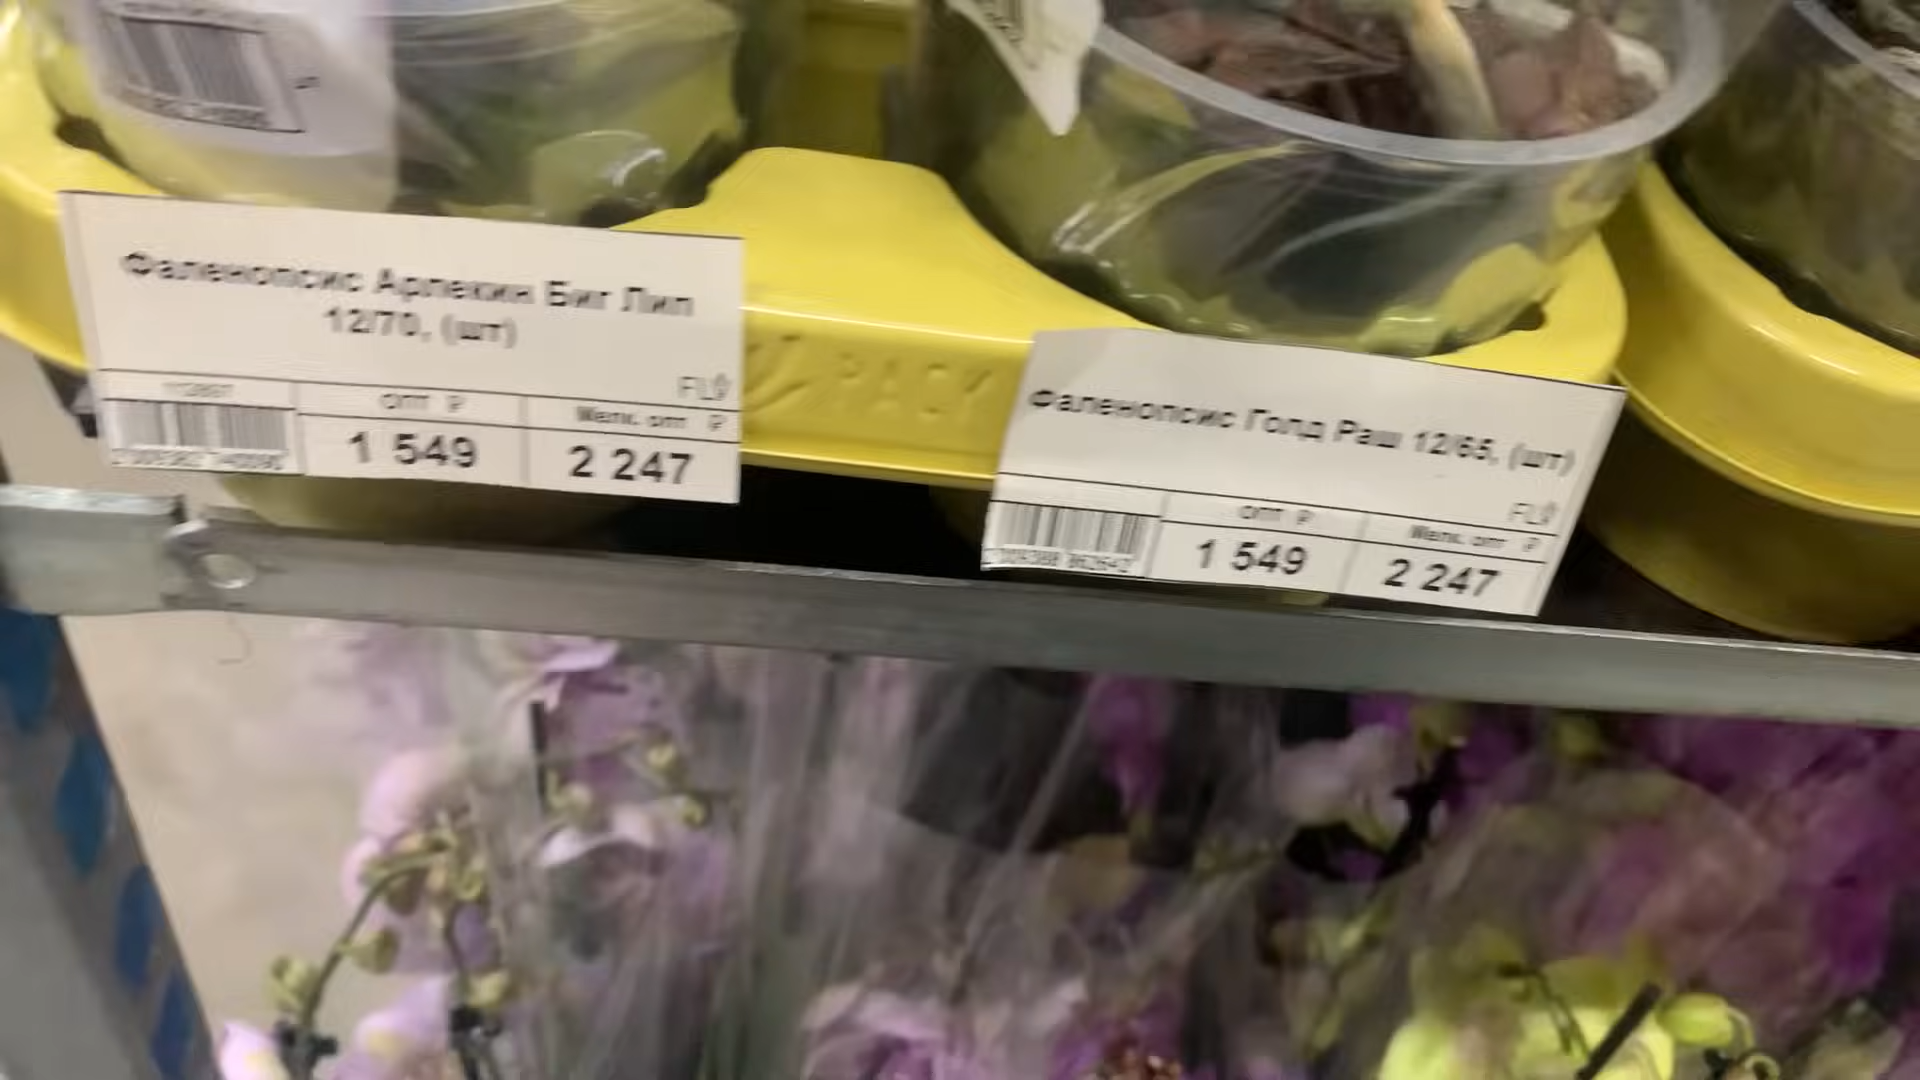 Фаленопсис Арлекин Биг Лип
12/70, (шт)
ОПТ ₽
Мелк. опт ₽
1 549
2 247
PACK
Фаленопсис Голд Раш 12/65, (шт)
ОПТ ₽
Мелк. опт ₽
1 549
2 247